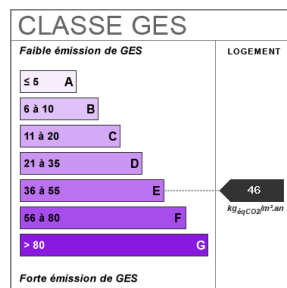 CLASSE GES
Faible émission de GES
LOGEMENT
≤ 5 A
6 à 10 B
11 à 20 C
21 à 35 D
36 à 55 E
46
kgéqCO2/m².an
56 à 80 F
> 80 G
Forte émission de GES